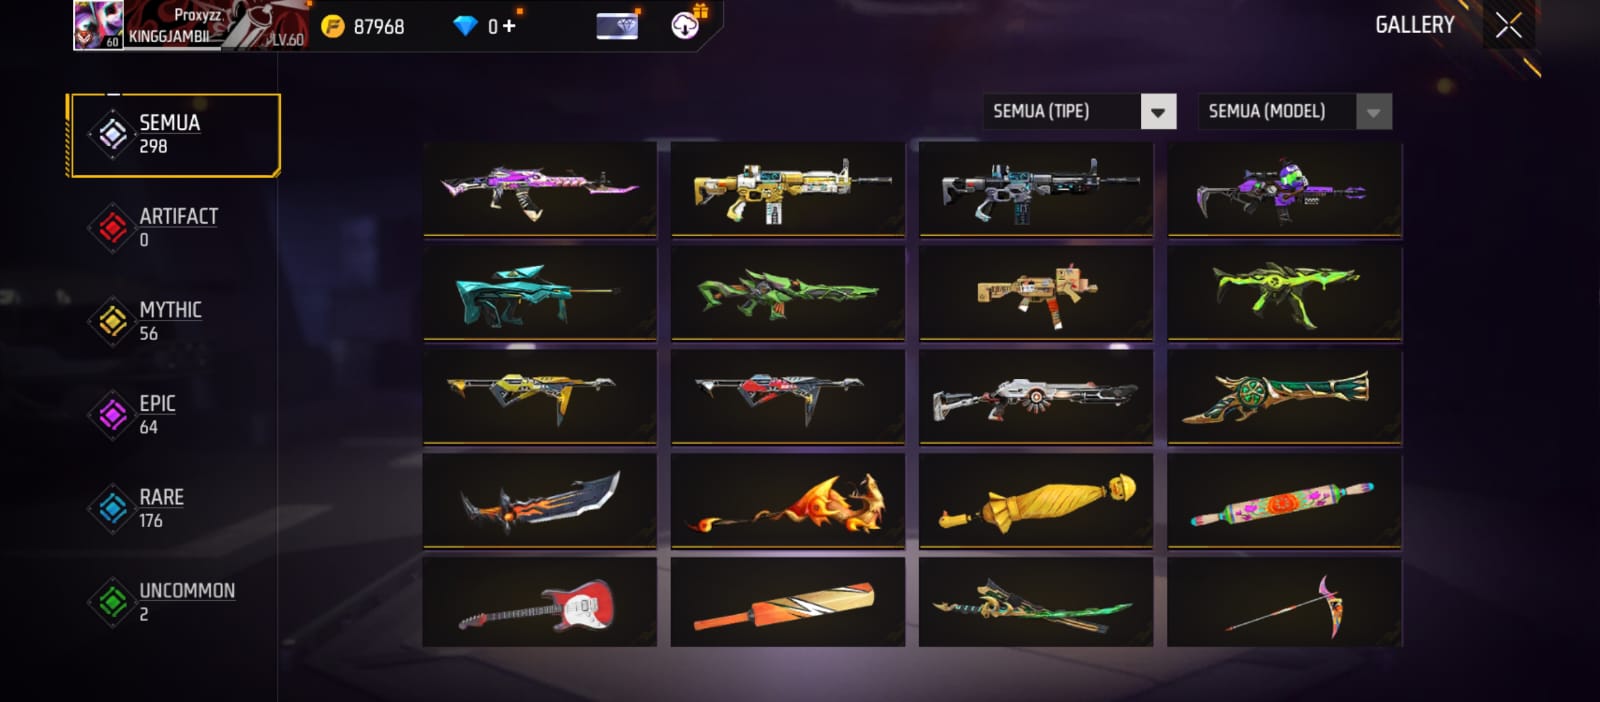 Proxyzz.
60
KINGGJAMBII
LV.60
87968
0+
GALLERY
SEMUA
298
SEMUA (TIPE)
SEMUA (MODEL)
ARTIFACT
0
MYTHIC
56
EPIC
64
RARE
176
UNCOMMON
2